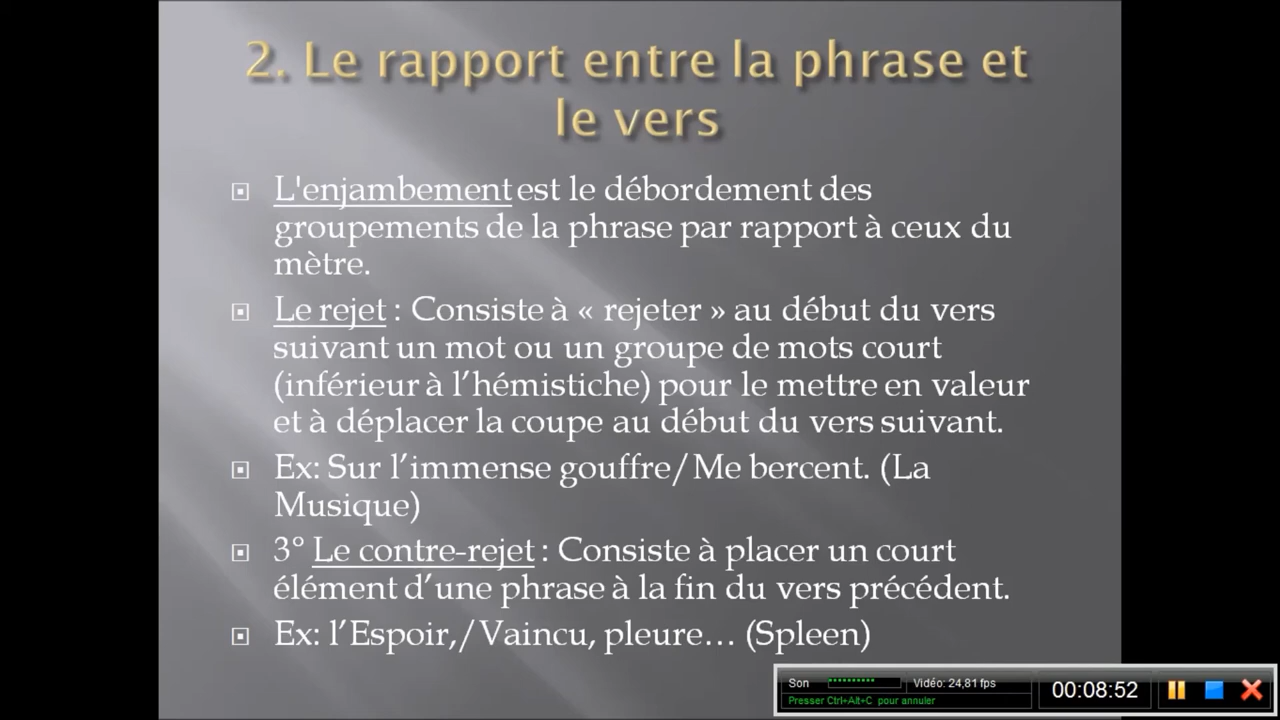 2. Le rapport entre la phrase et
le vers
L'enjambement est le débordement des
groupements de la phrase par rapport à ceux du
mètre.
Le rejet : Consiste à « rejeter » au début du vers
suivant un mot ou un groupe de mots court
(inférieur à l’hémistiche) pour le mettre en valeur
et à déplacer la coupe au début du vers suivant.
Ex: Sur l’immense gouffre/Me bercent. (La
Musique)
3° Le contre-rejet : Consiste à placer un court
élément d’une phrase à la fin du vers précédent.
Ex: l’Espoir,/Vaincu, pleure… (Spleen)
Son Vidéo: 24,81 fps
Presser Ctrl+Alt+C pour annuler
00:08:52